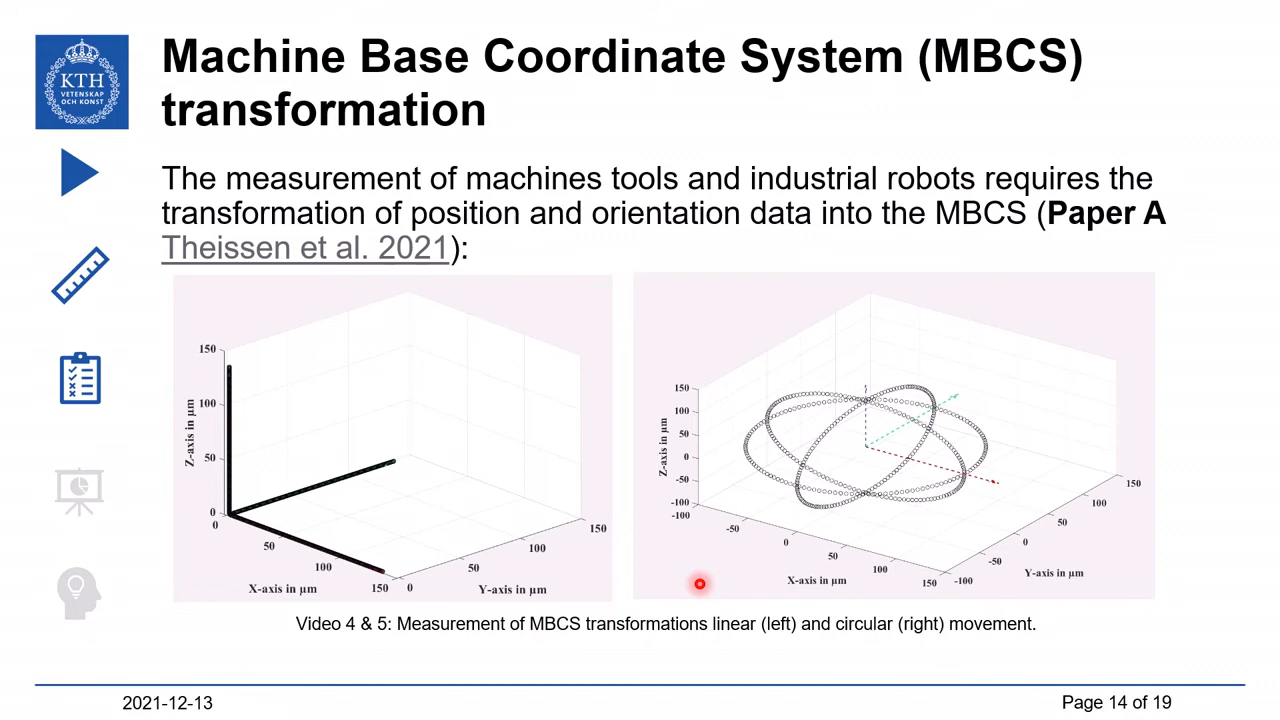 KTH
VETENSKAP
OCH KONST
Machine Base Coordinate System (MBCS)
transformation
The measurement of machines tools and industrial robots requires the
transformation of position and orientation data into the MBCS (Paper A
Theissen et al. 2021):
150
100
50
0
Z-axis in µm
0
50
100
150
X-axis in µm
0
50
100
150
Y-axis in µm
150
100
50
0
-50
-100
Z-axis in µm
-100
-50
0
50
100
150
X-axis in µm
-100
-50
0
50
100
150
Y-axis in µm
Video 4 & 5: Measurement of MBCS transformations linear (left) and circular (right) movement.
2021-12-13
Page 14 of 19